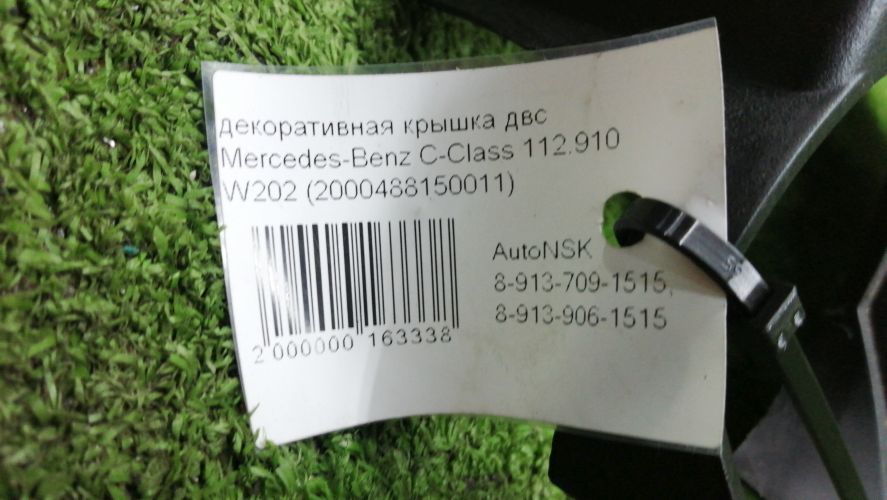 декоративная крышка двс
Mercedes-Benz C-Class 112.910
W202 (2000488150011)
AutoNSK
8-913-709-1515,
8-913-906-1515
2 000000 163338